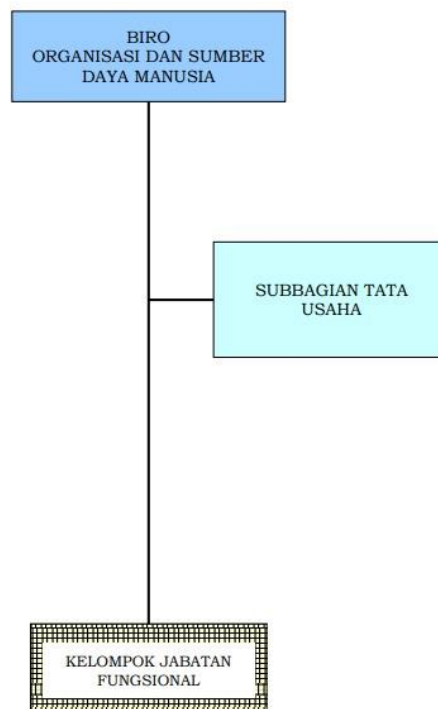 BIRO
ORGANISASI DAN SUMBER
DAYA MANUSIA
SUBBAGIAN TATA
USAHA
KELOMPOK JABATAN
FUNGSIONAL